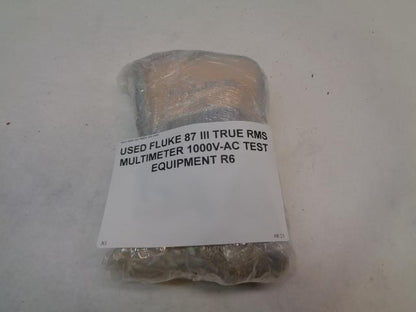 USED FLUKE 87 III TRUE RMS
MULTIMETER 1000V-AC TEST
EQUIPMENT R6